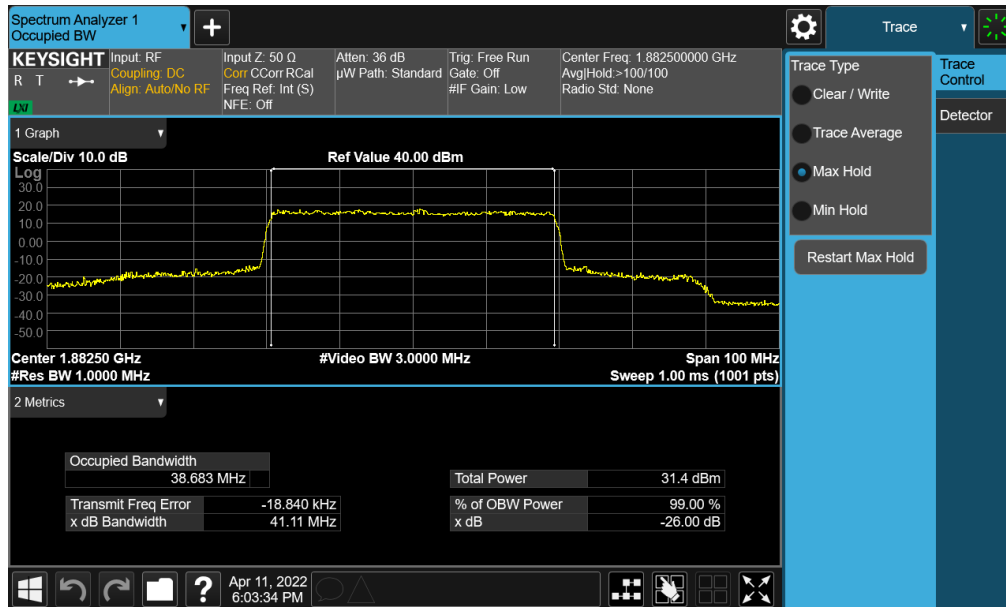 Spectrum Analyzer 1
Occupied BW
+
Trace
KEYSIGHT
R T
LXI
Input: RF
Coupling: DC
Align: Auto/No RF
Input Z: 50 Ω
Corr CCorr RCal
Freq Ref: Int (S)
NFE: Off
Atten: 36 dB
µW Path: Standard
Trig: Free Run
Gate: Off
#IF Gain: Low
Center Freq: 1.882500000 GHz
Avg|Hold:>100/100
Radio Std: None
Trace Type
Clear / Write
Trace Average
Max Hold
Min Hold
Restart Max Hold
Trace
Control
Detector
1 Graph
Scale/Div 10.0 dB
Ref Value 40.00 dBm
Log
30.0
20.0
10.0
0.00
-10.0
-20.0
-30.0
-40.0
-50.0
Center 1.88250 GHz
#Video BW 3.0000 MHz
Span 100 MHz
#Res BW 1.0000 MHz
Sweep 1.00 ms (1001 pts)
2 Metrics
Occupied Bandwidth
38.683 MHz
Total Power 31.4 dBm
Transmit Freq Error -18.840 kHz
% of OBW Power 99.00 %
x dB Bandwidth 41.11 MHz
x dB -26.00 dB
?
Apr 11, 2022
6:03:34 PM